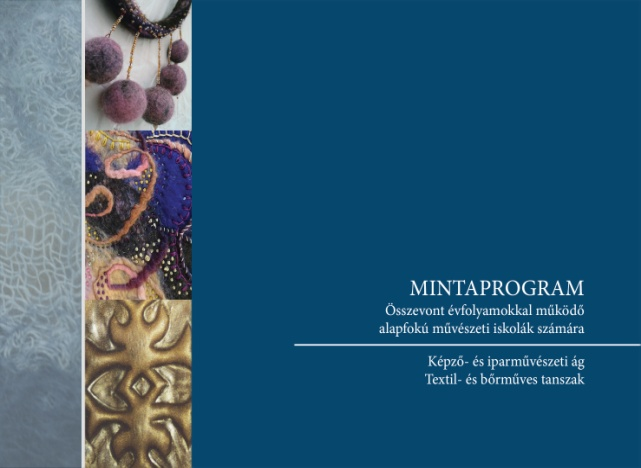 MINTAPROGRAM
Összevont évfolyamokkal működő
alapfokú művészeti iskolák számára
Képző- és iparművészeti ág
Textil- és bőrműves tanszak